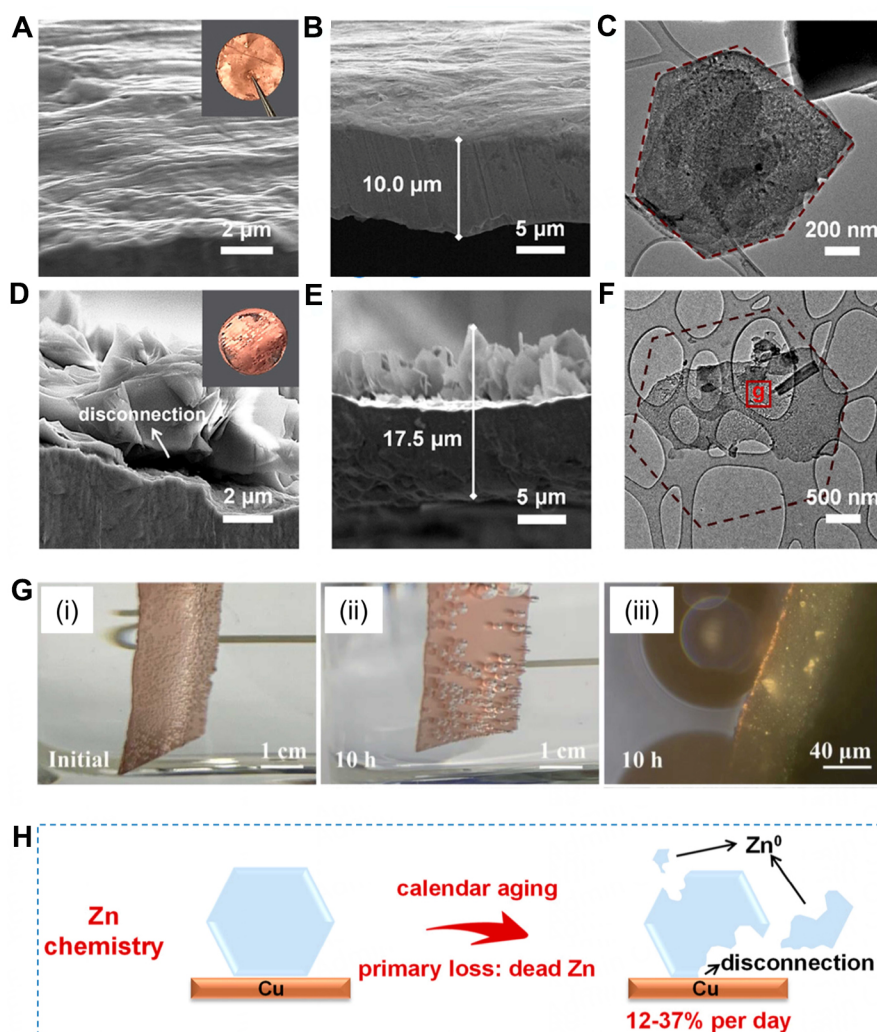 A
2 μm
B
10.0 μm
5 μm
C
200 nm
D
disconnection
2 μm
E
17.5 μm
5 μm
F
g
500 nm
G
(i)
Initial
1 cm
(ii)
10 h
1 cm
(iii)
10 h
40 μm
H
Zn
chemistry
Cu
calendar aging
primary loss: dead Zn
Zn⁰
disconnection
Cu
12-37% per day